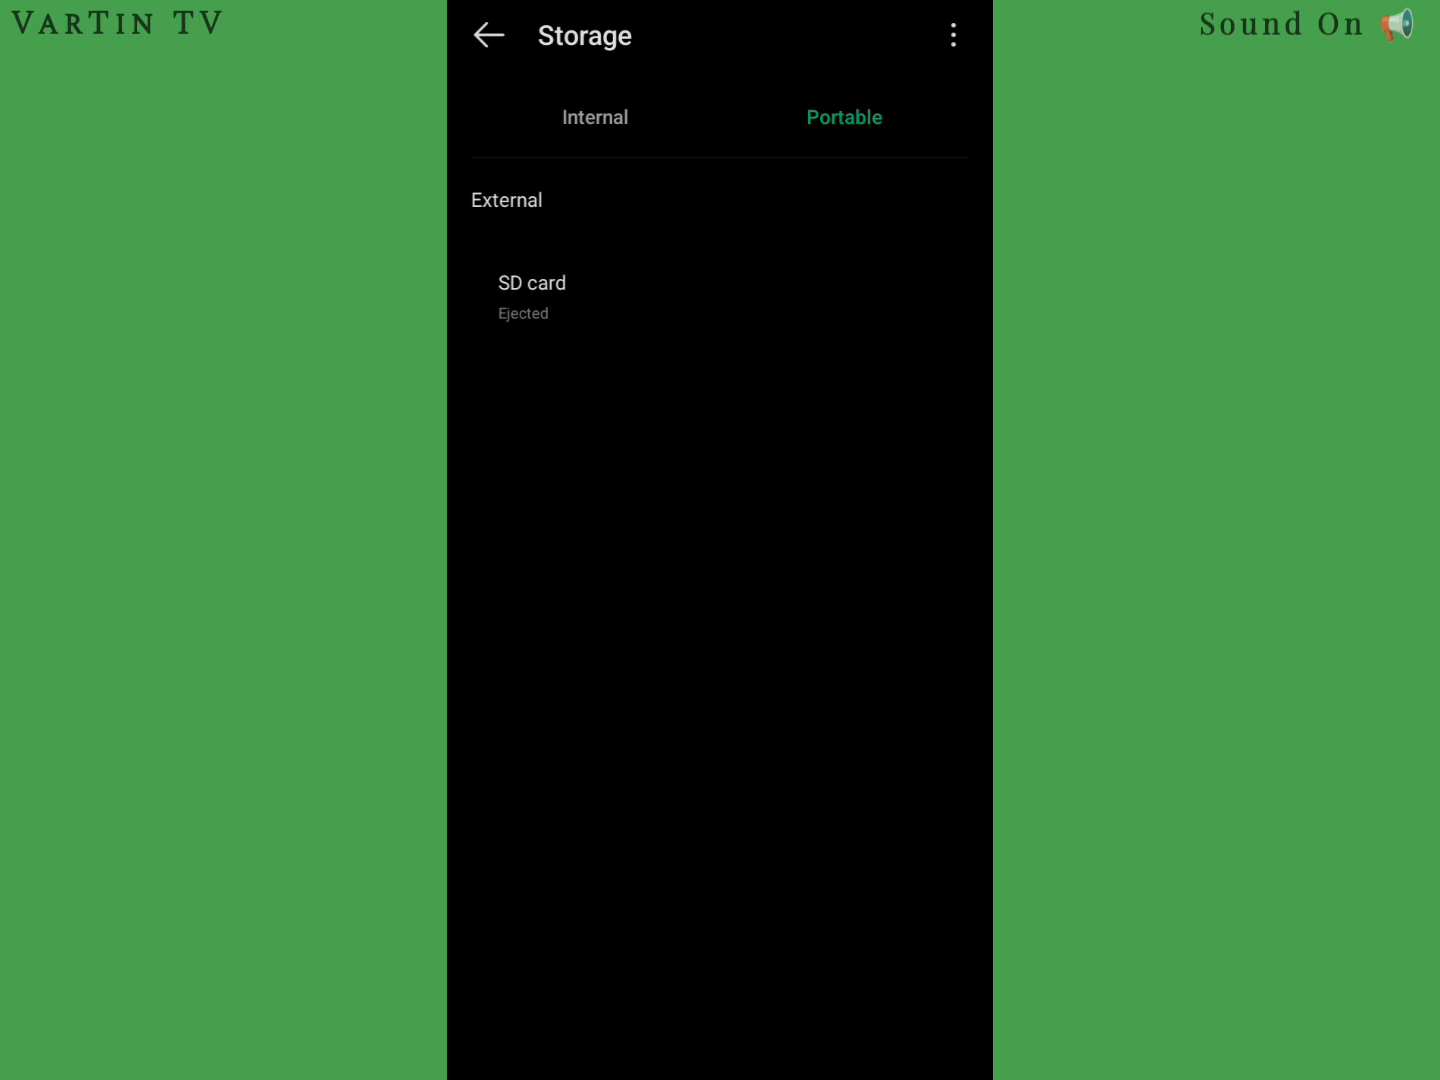 VARTIN TV
Sound On
Storage
Internal
Portable
External
SD card
Ejected